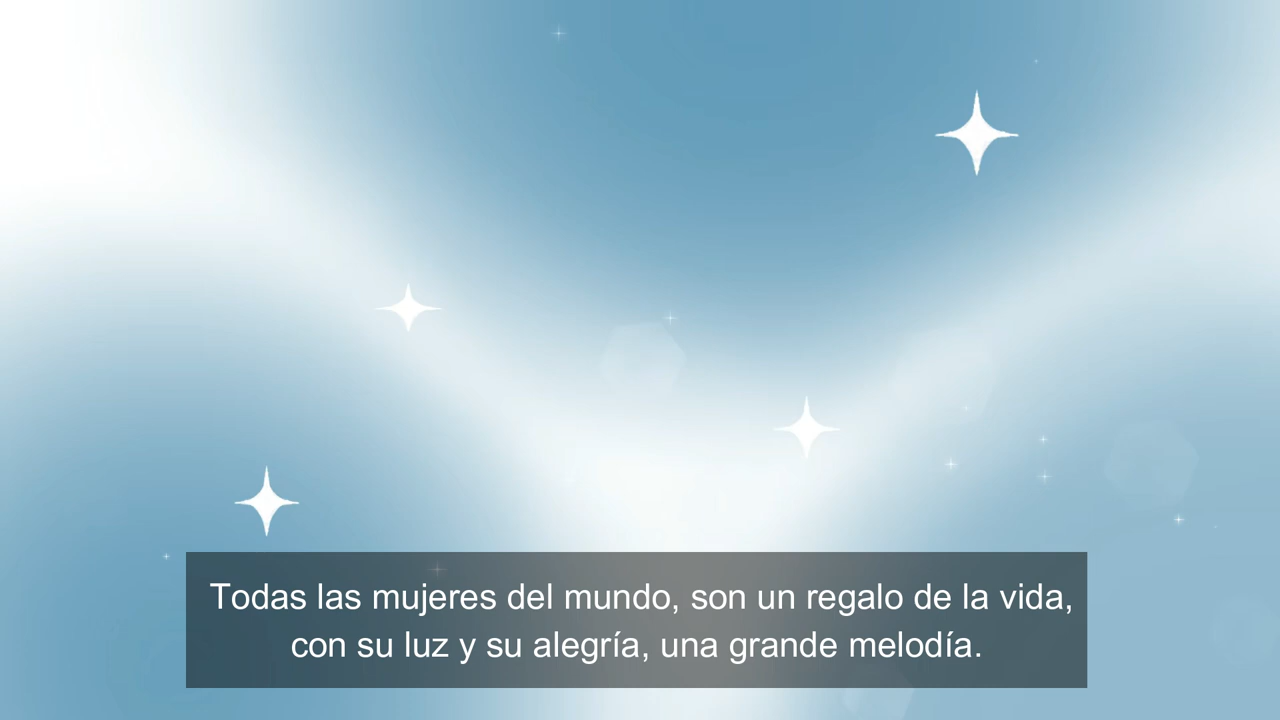 Todas las mujeres del mundo, son un regalo de la vida,
con su luz y su alegría, una grande melodía.